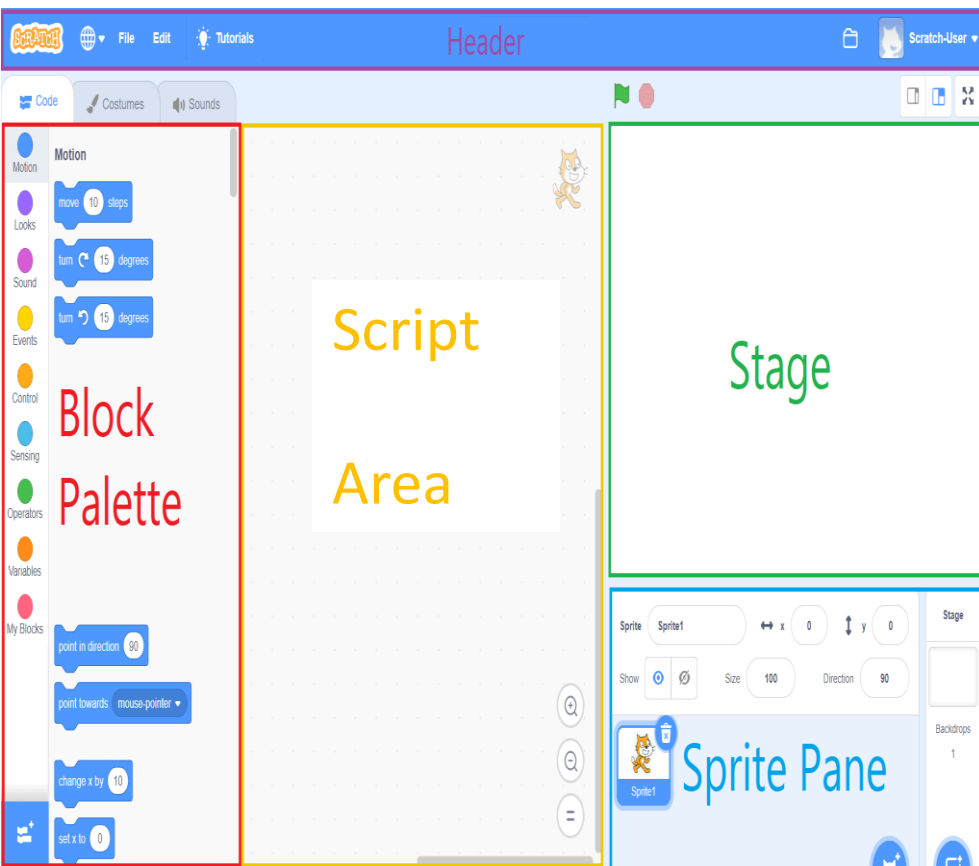 SCRATCH File Edit Tutorials Header Scratch-User
Code Costumes Sounds
Motion
Looks
Sound
Events
Control
Sensing
Operators
Variables
My Blocks
Motion
move 10 steps
turn 15 degrees
turn 15 degrees
Block
Palette
point in direction 90
point towards mouse-pointer
change x by 10
set x to 0
Script
Area
Stage
Sprite Sprite1 x 0 y 0
Show Size 100 Direction 90
Sprite1
Sprite Pane
Stage
Backdrops
1